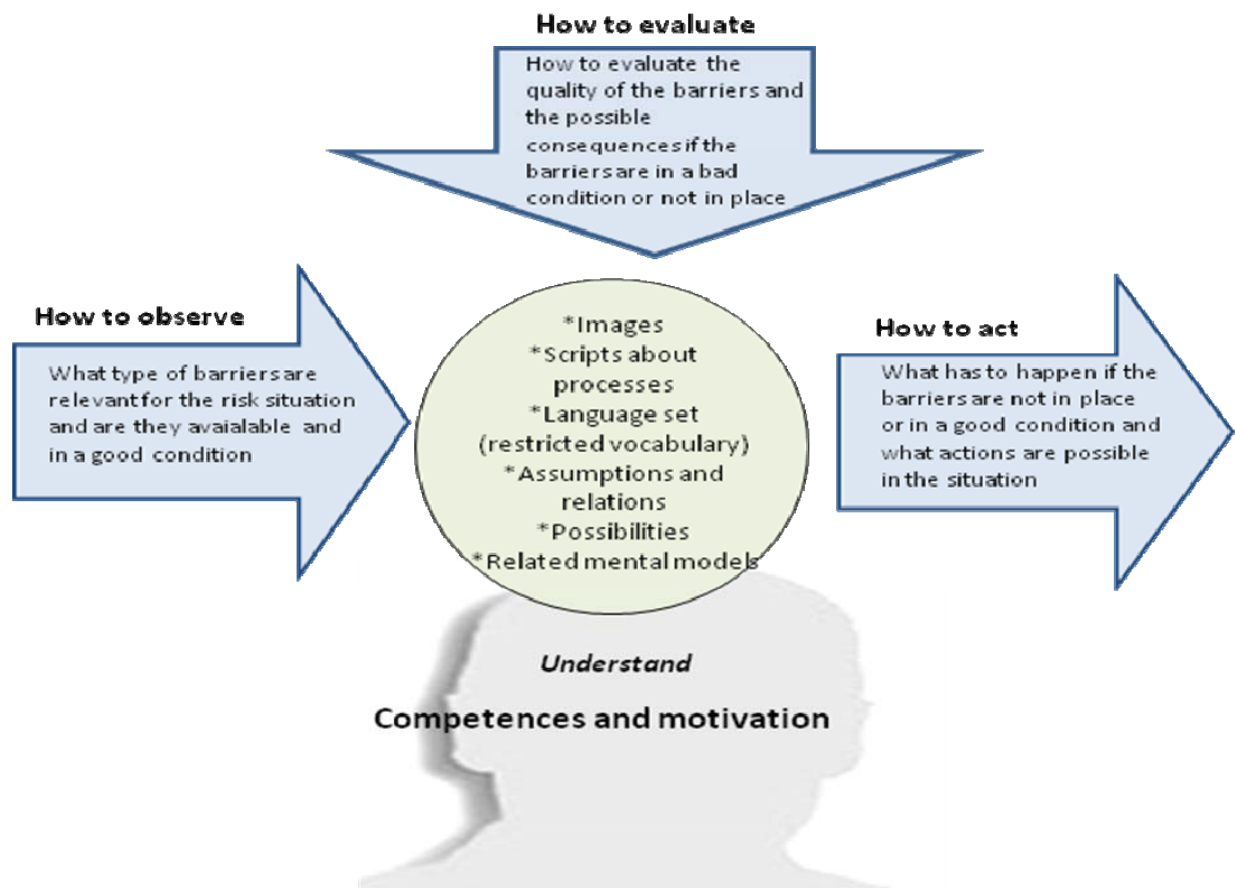 How to evaluate
How to evaluate the
quality of the barriers and
the possible
consequences if the
barriers are in a bad
condition or not in place
How to observe
What type of barriers are
relevant for the risk situation
and are they avaialable and
in a good condition
*Images
*Scripts about
processes
*Language set
(restricted vocabulary)
*Assumptions and
relations
*Possibilities
*Related mental models
How to act
What has to happen if the
barriers are not in place
or in a good condition and
what actions are possible
in the situation
Understand
Competences and motivation